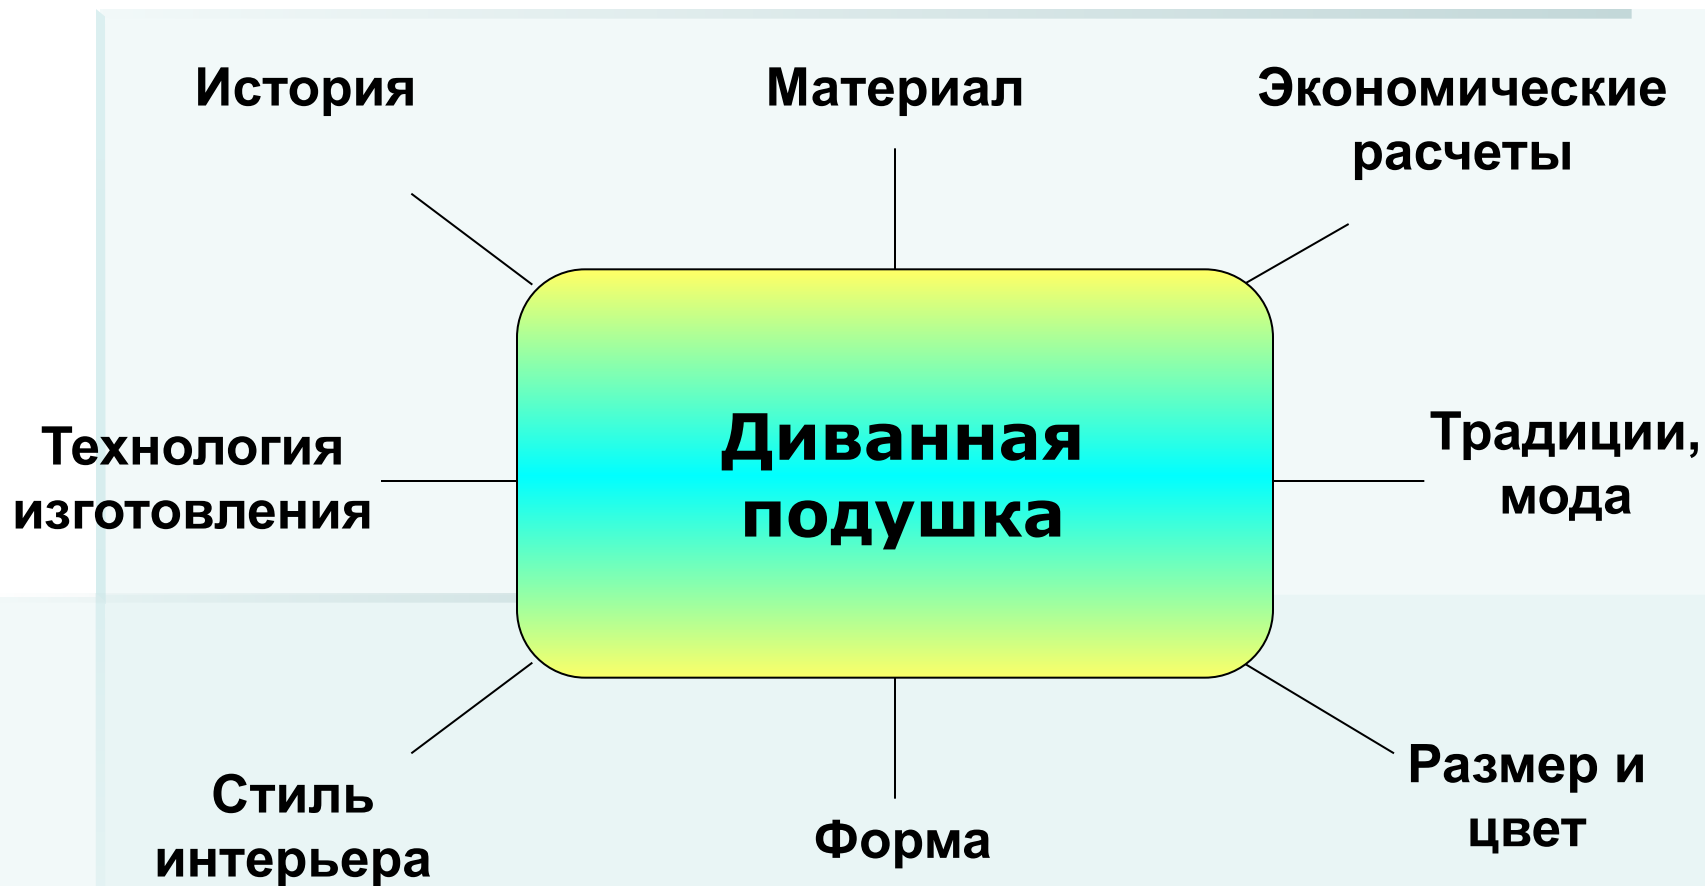 История
Материал
Экономические
расчеты
Технология
изготовления
Диванная
подушка
Традиции,
мода
Стиль
интерьера
Форма
Размер и
цвет